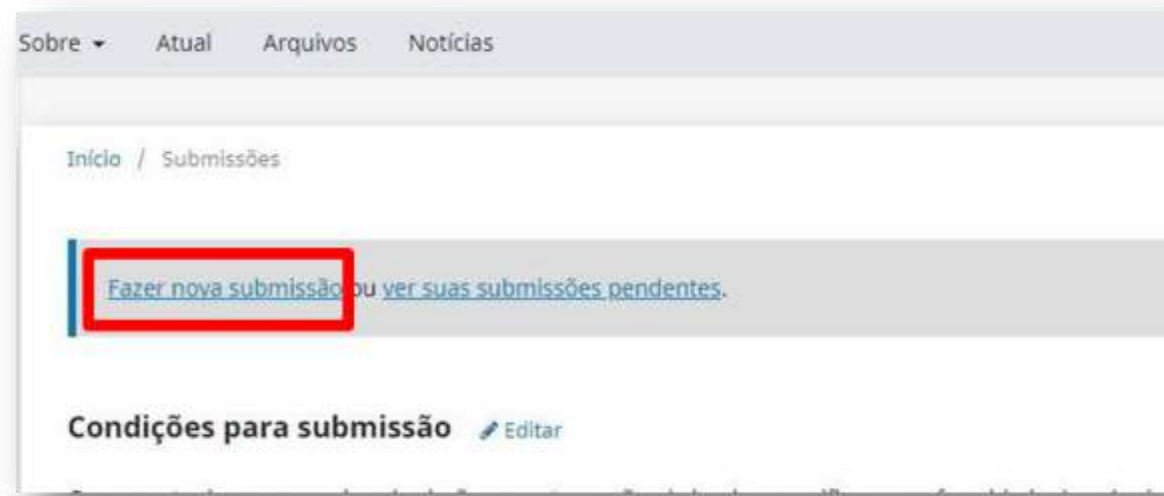 Sobre Atual Arquivos Notícias
Início / Submissões
Fazer nova submissão ou ver suas submissões pendentes.
Condições para submissão Editar